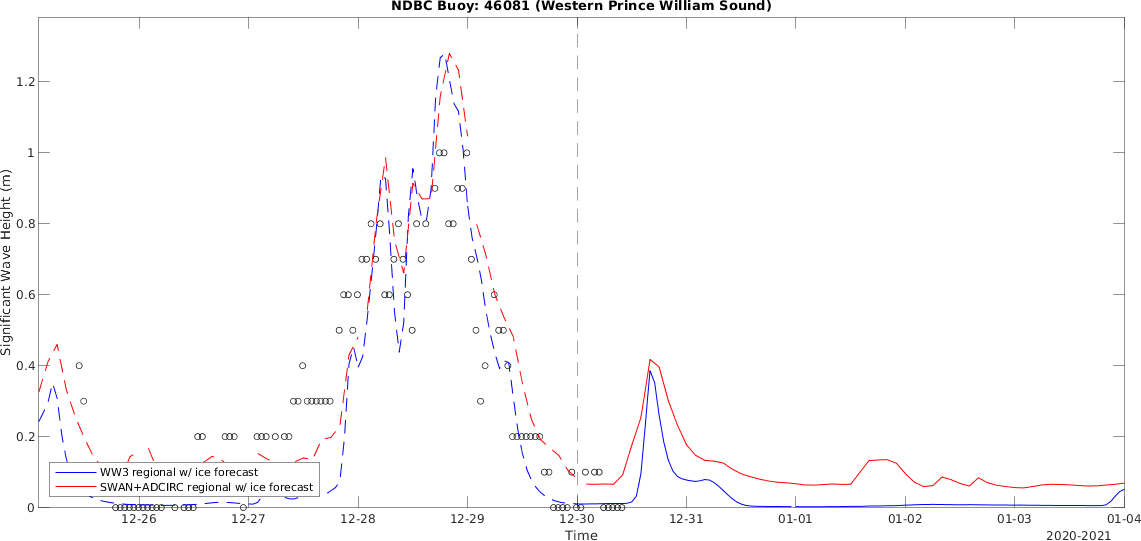 NDBC Buoy: 46081 (Western Prince William Sound)
Significant Wave Height (m)
1.2
1
0.8
0.6
0.4
0.2
0
WW3 regional w/ ice forecast
SWAN+ADCIRC regional w/ ice forecast
12-26 12-27 12-28 12-29 12-30 12-31 01-01 01-02 01-03 01-04
Time
2020-2021